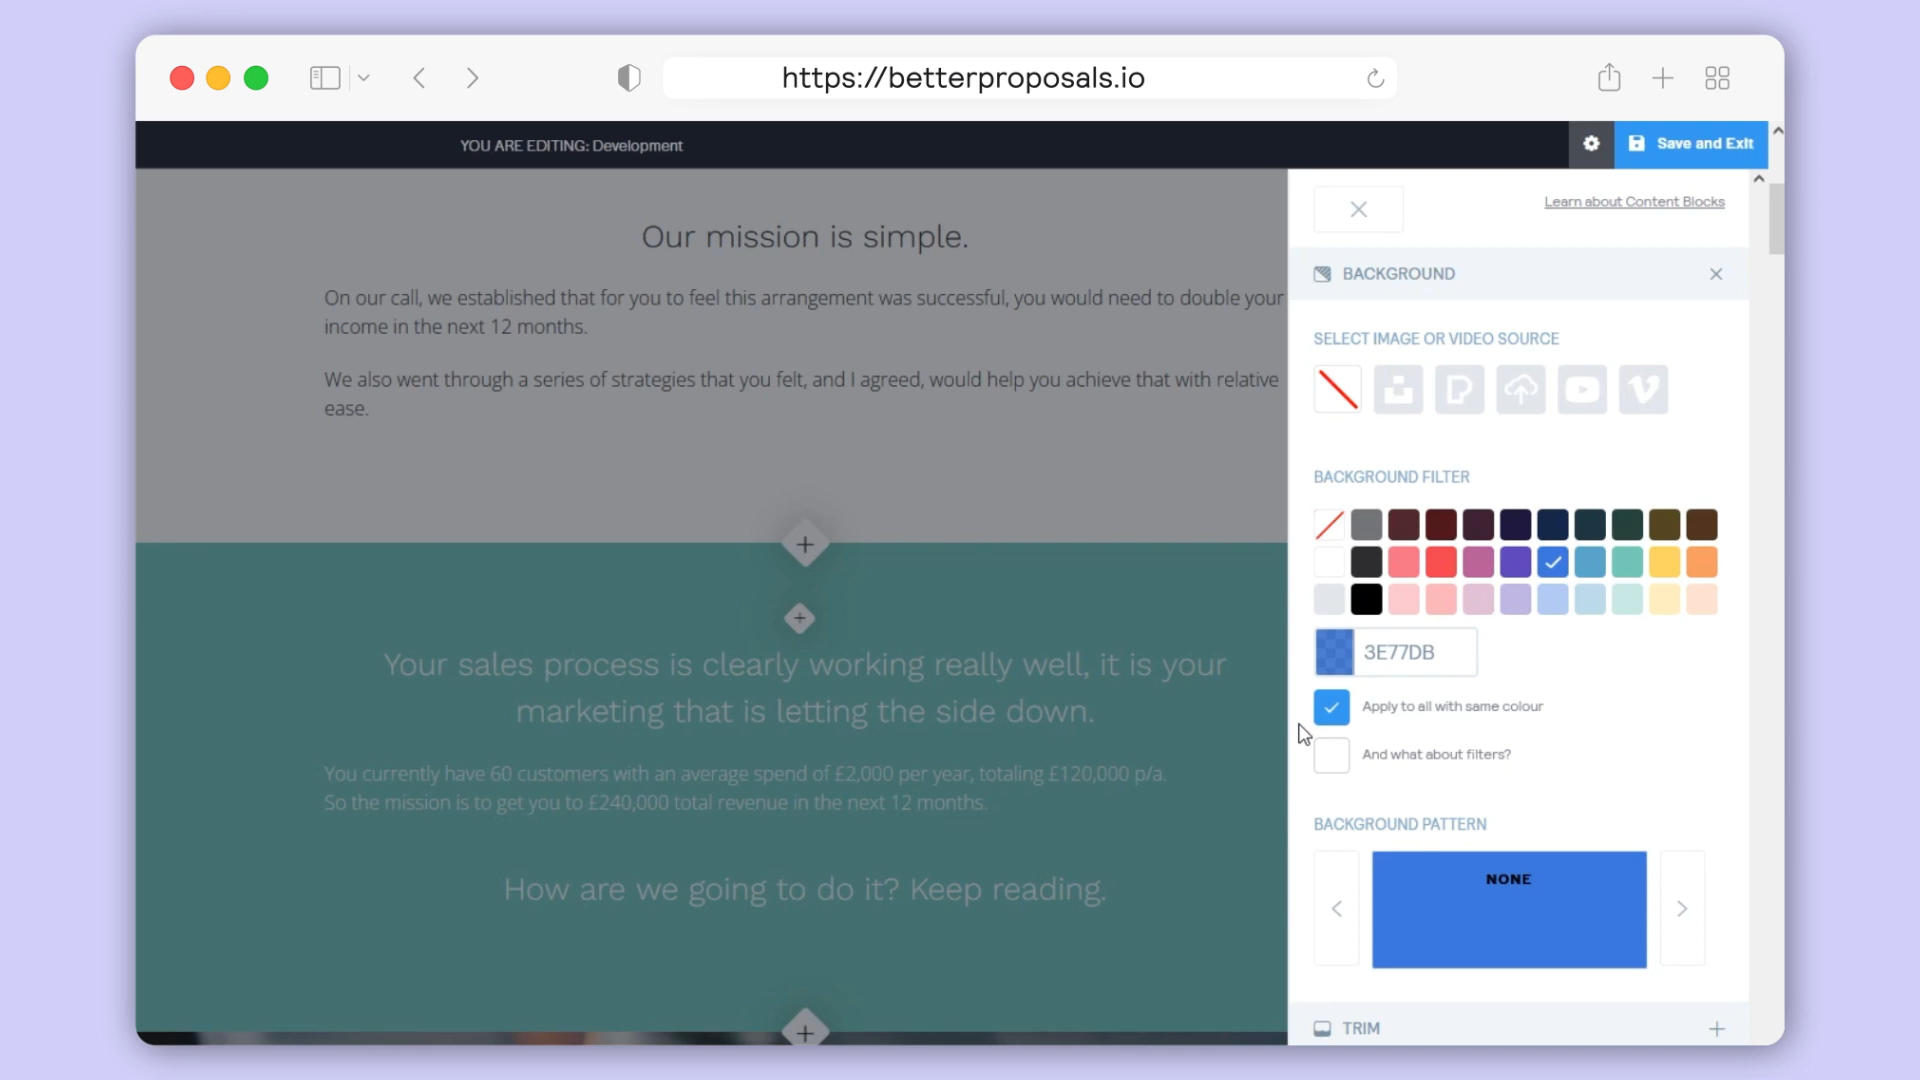 https://betterproposals.io
YOU ARE EDITING: Development
Save and Exit
Our mission is simple.
On our call, we established that for you to feel this arrangement was successful, you would need to double your
income in the next 12 months.
We also went through a series of strategies that you felt, and I agreed, would help you achieve that with relative
ease.
Your sales process is clearly working really well, it is your
marketing that is letting the side down.
You currently have 60 customers with an average spend of £2,000 per year, totaling £120,000 p/a.
So the mission is to get you to £240,000 total revenue in the next 12 months.
How are we going to do it? Keep reading.
Learn about Content Blocks
BACKGROUND
SELECT IMAGE OR VIDEO SOURCE
BACKGROUND FILTER
3E77DB
Apply to all with same colour
And what about filters?
BACKGROUND PATTERN
NONE
TRIM